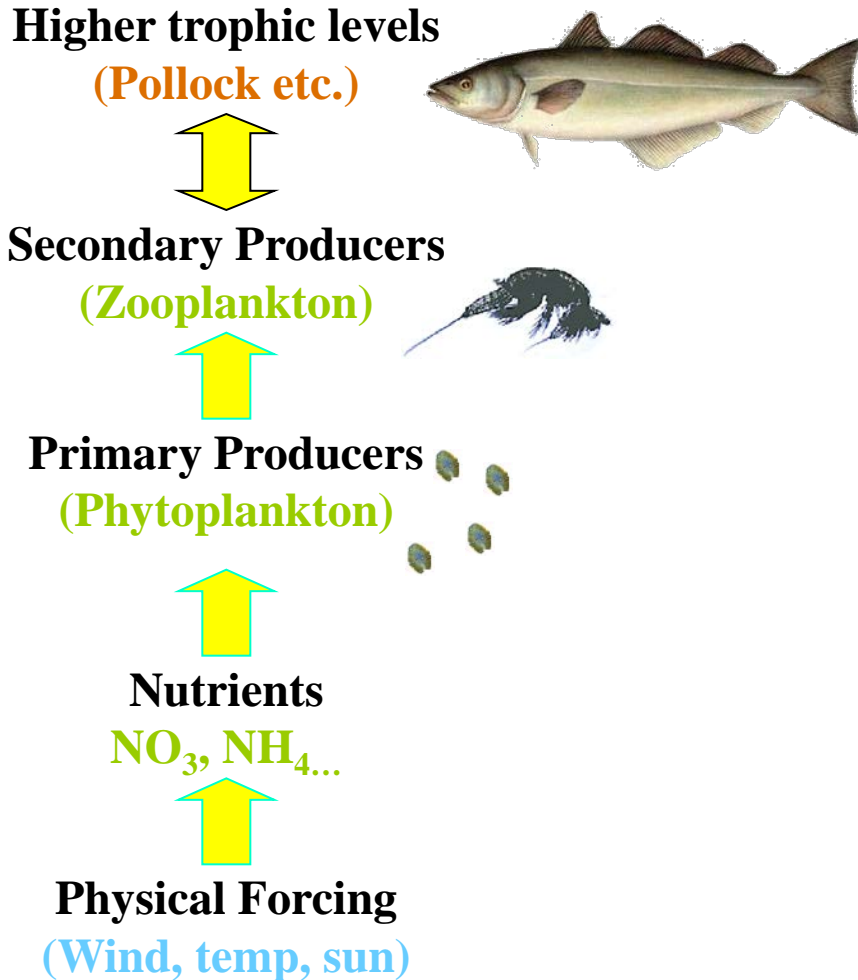 Higher trophic levels
(Pollock etc.)
Secondary Producers
(Zooplankton)
Primary Producers
(Phytoplankton)
Nutrients
NO₃, NH₄...
Physical Forcing
(Wind, temp, sun)